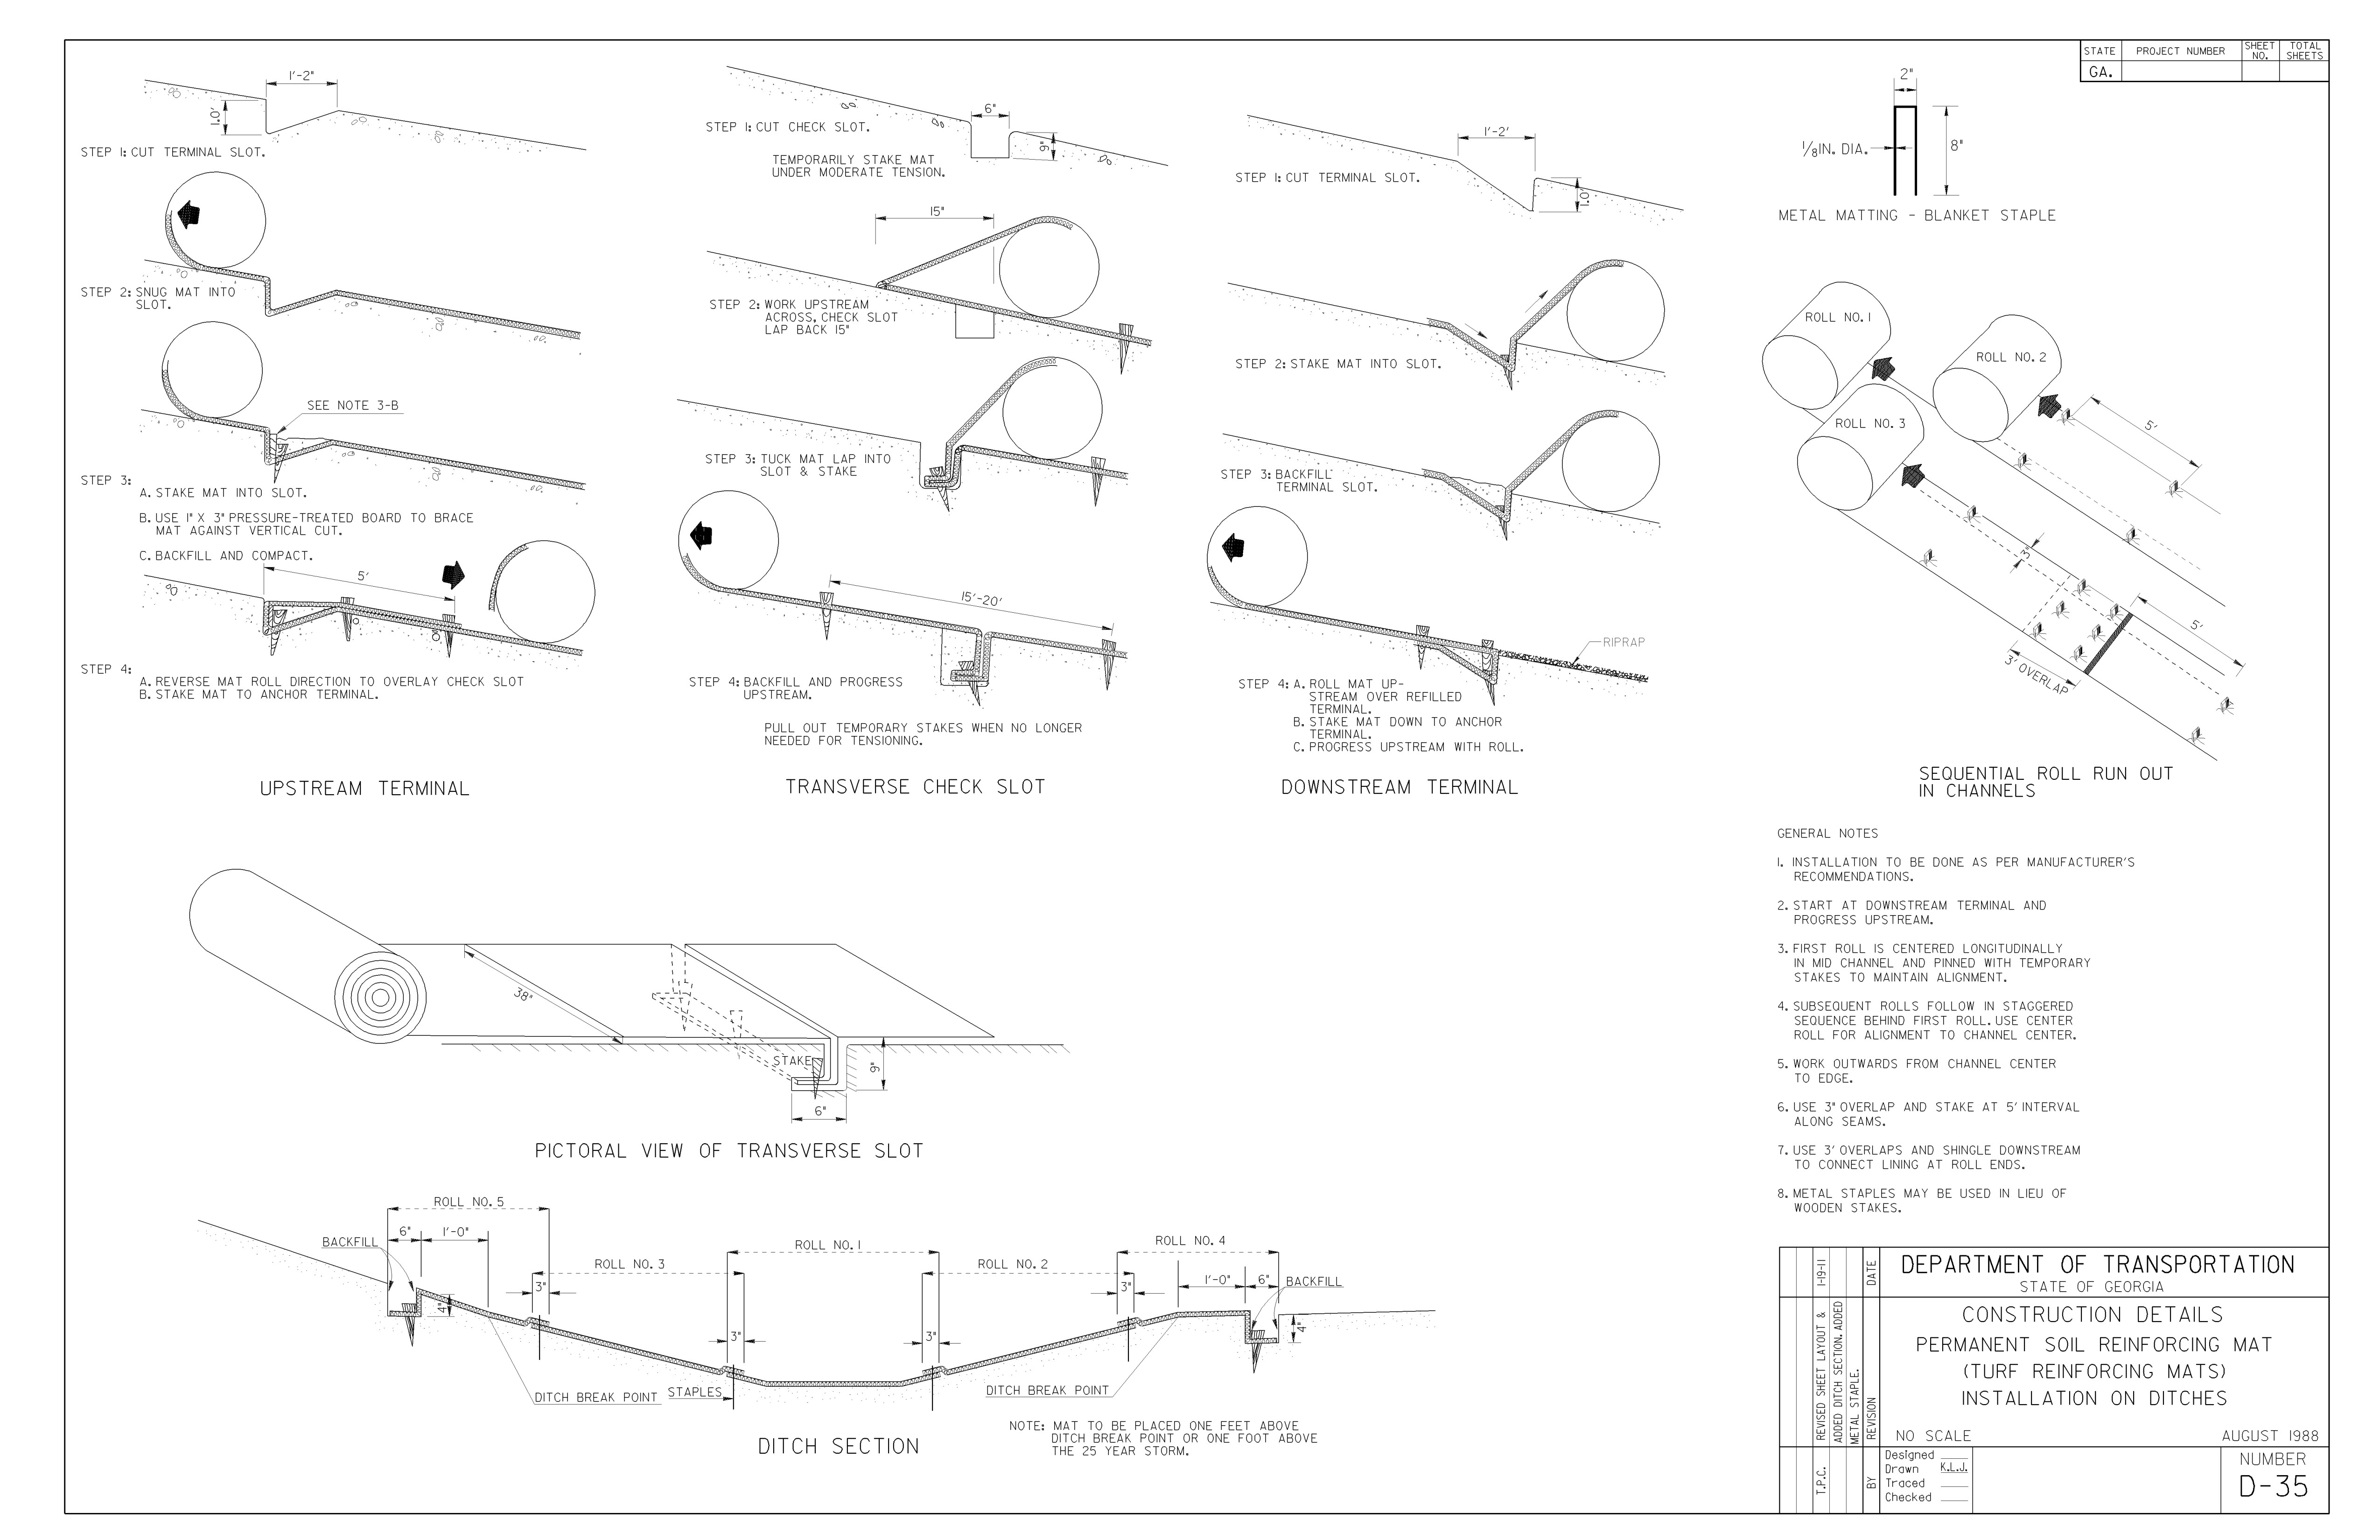 STATE
PROJECT NUMBER
SHEET NO.
TOTAL SHEETS
GA.
1'-2"
1.0'
STEP 1: CUT TERMINAL SLOT.
STEP 2: SNUG MAT INTO
SLOT.
SEE NOTE 3-B
STEP 3:
A. STAKE MAT INTO SLOT.
B. USE 1" X 3" PRESSURE-TREATED BOARD TO BRACE
MAT AGAINST VERTICAL CUT.
C. BACKFILL AND COMPACT.
5'
STEP 4:
A. REVERSE MAT ROLL DIRECTION TO OVERLAY CHECK SLOT
B. STAKE MAT TO ANCHOR TERMINAL.
UPSTREAM TERMINAL
6"
9"
STEP 1: CUT CHECK SLOT.
TEMPORARILY STAKE MAT
UNDER MODERATE TENSION.
15"
STEP 2: WORK UPSTREAM
ACROSS, CHECK SLOT
LAP BACK 15"
STEP 3: TUCK MAT LAP INTO
SLOT & STAKE
15'-20'
STEP 4: BACKFILL AND PROGRESS
UPSTREAM.
PULL OUT TEMPORARY STAKES WHEN NO LONGER
NEEDED FOR TENSIONING.
TRANSVERSE CHECK SLOT
1'-2'
1.0'
STEP 1: CUT TERMINAL SLOT.
STEP 2: STAKE MAT INTO SLOT.
STEP 3: BACKFILL
TERMINAL SLOT.
RIPRAP
STEP 4: A. ROLL MAT UP-
STREAM OVER REFILLED
TERMINAL.
B. STAKE MAT DOWN TO ANCHOR
TERMINAL.
C. PROGRESS UPSTREAM WITH ROLL.
DOWNSTREAM TERMINAL
2"
1/8IN. DIA.
8"
METAL MATTING - BLANKET STAPLE
ROLL NO. 1
ROLL NO. 2
ROLL NO. 3
5'
3"
5'
3' OVERLAP
SEQUENTIAL ROLL RUN OUT
IN CHANNELS
GENERAL NOTES
1. INSTALLATION TO BE DONE AS PER MANUFACTURER'S
RECOMMENDATIONS.
2. START AT DOWNSTREAM TERMINAL AND
PROGRESS UPSTREAM.
3. FIRST ROLL IS CENTERED LONGITUDINALLY
IN MID CHANNEL AND PINNED WITH TEMPORARY
STAKES TO MAINTAIN ALIGNMENT.
4. SUBSEQUENT ROLLS FOLLOW IN STAGGERED
SEQUENCE BEHIND FIRST ROLL. USE CENTER
ROLL FOR ALIGNMENT TO CHANNEL CENTER.
5. WORK OUTWARDS FROM CHANNEL CENTER
TO EDGE.
6. USE 3" OVERLAP AND STAKE AT 5' INTERVAL
ALONG SEAMS.
7. USE 3' OVERLAPS AND SHINGLE DOWNSTREAM
TO CONNECT LINING AT ROLL ENDS.
8. METAL STAPLES MAY BE USED IN LIEU OF
WOODEN STAKES.
38"
STAKE
9"
6"
PICTORAL VIEW OF TRANSVERSE SLOT
ROLL NO. 5
6"
1'-0"
BACKFILL
4"
3"
ROLL NO. 3
3"
ROLL NO. 1
3"
ROLL NO. 2
3"
ROLL NO. 4
1'-0"
6"
BACKFILL
4"
DITCH BREAK POINT
STAPLES
DITCH BREAK POINT
DITCH SECTION
NOTE: MAT TO BE PLACED ONE FEET ABOVE
DITCH BREAK POINT OR ONE FOOT ABOVE
THE 25 YEAR STORM.
1-19-11
DATE
REVISED SHEET LAYOUT &
ADDED DITCH SECTION. ADDED
METAL STAPLE.
REVISION
T.P.C.
BY
DEPARTMENT OF TRANSPORTATION
STATE OF GEORGIA
CONSTRUCTION DETAILS
PERMANENT SOIL REINFORCING MAT
(TURF REINFORCING MATS)
INSTALLATION ON DITCHES
NO SCALE
AUGUST 1988
Designed
Drawn K.L.J.
Traced
Checked
NUMBER
D-35